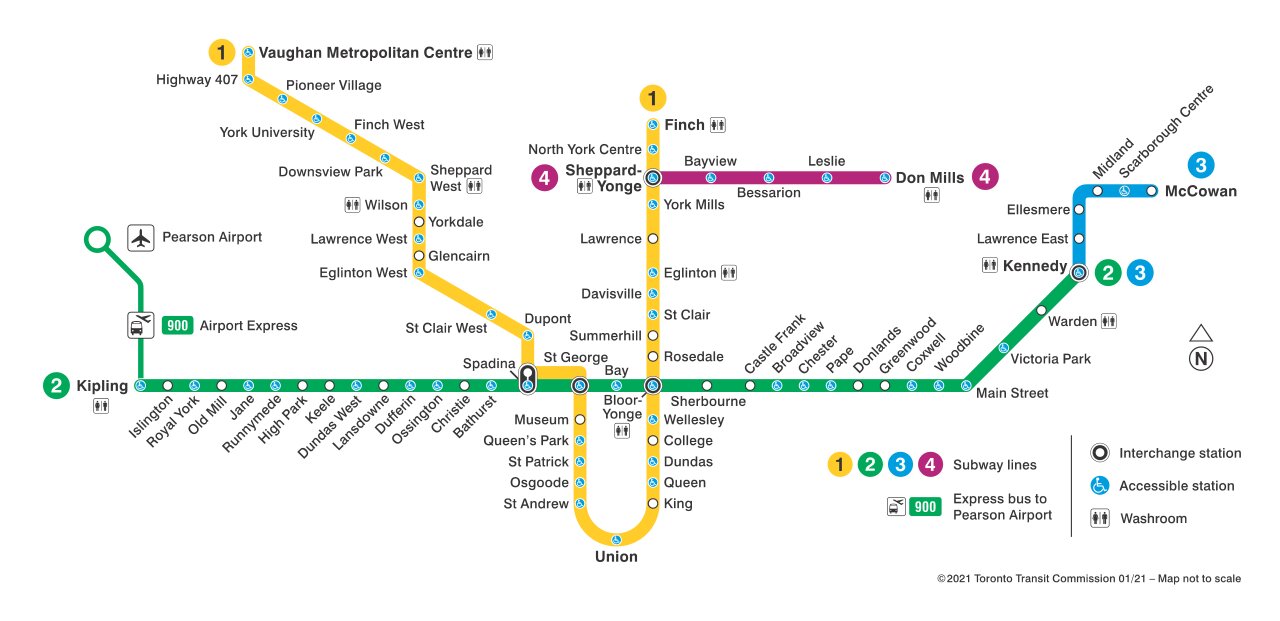 1
Vaughan Metropolitan Centre
Highway 407
Pioneer Village
York University
Finch West
Downsview Park
Sheppard
West
Wilson
Yorkdale
Lawrence West
Glencairn
Eglinton West
St Clair West
Dupont
Spadina
St George
Bay
Bloor-
Yonge
Museum
Queen's Park
St Patrick
Osgoode
St Andrew
Union
1
Finch
North York Centre
4
Sheppard-
Yonge
Bayview
Bessarion
Leslie
Don Mills
4
York Mills
Lawrence
Eglinton
Davisville
St Clair
Summerhill
Rosedale
Wellesley
College
Dundas
Queen
King
Pearson Airport
900
Airport Express
2
Kipling
Islington
Royal York
Old Mill
Jane
Runnymede
High Park
Keele
Dundas West
Lansdowne
Dufferin
Ossington
Christie
Bathurst
Sherbourne
Castle Frank
Broadview
Chester
Pape
Donlands
Greenwood
Coxwell
Woodbine
Main Street
Victoria Park
Warden
Kennedy
2
3
Lawrence East
Ellesmere
Midland
Scarborough Centre
3
McCowan
N
1
2
3
4
Subway lines
900
Express bus to
Pearson Airport
Interchange station
Accessible station
Washroom
©2021 Toronto Transit Commission 01/21 – Map not to scale